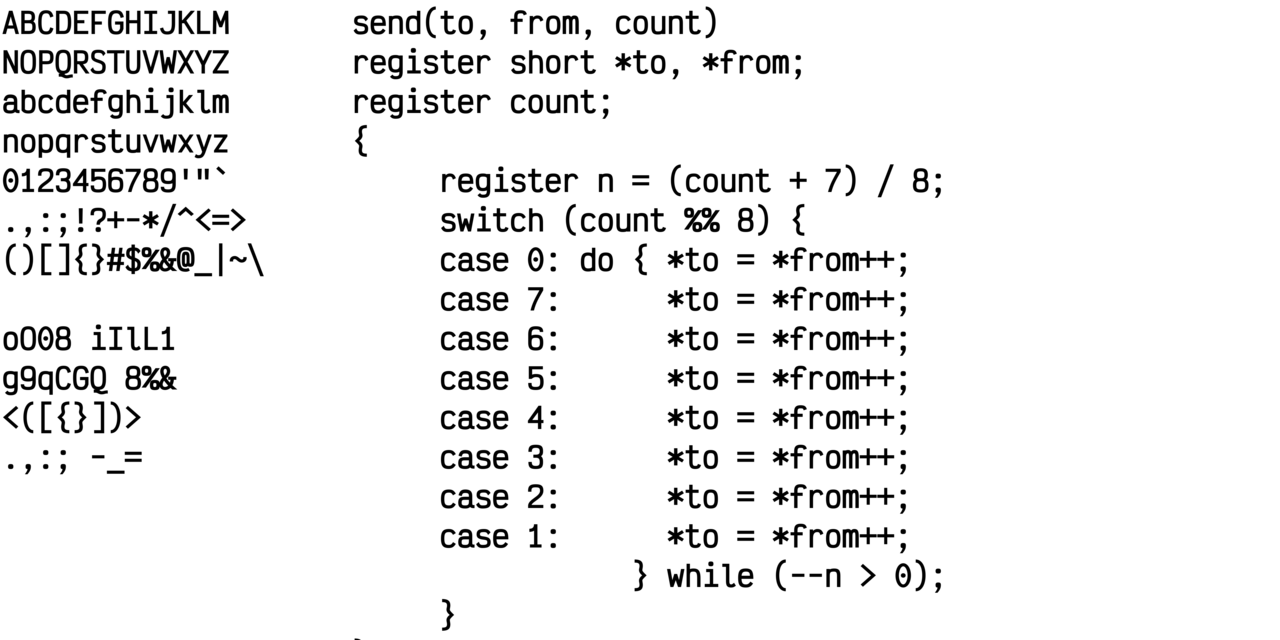 ABCDEFGHIJKLM
NOPQRSTUVWXYZ
abcdefghijklm
nopqrstuvwxyz
0123456789'"`
.,:;!?+-*/^<=>
()[]{}#$%&@_|~\
oO08 iIlL1
g9qCGQ 8%&
<([{}])>
.,:; -_=
send(to, from, count)
register short *to, *from;
register count;
{
     register n = (count + 7) / 8;
     switch (count %% 8) {
     case 0: do { *to = *from++;
     case 7:      *to = *from++;
     case 6:      *to = *from++;
     case 5:      *to = *from++;
     case 4:      *to = *from++;
     case 3:      *to = *from++;
     case 2:      *to = *from++;
     case 1:      *to = *from++;
                } while (--n > 0);
     }